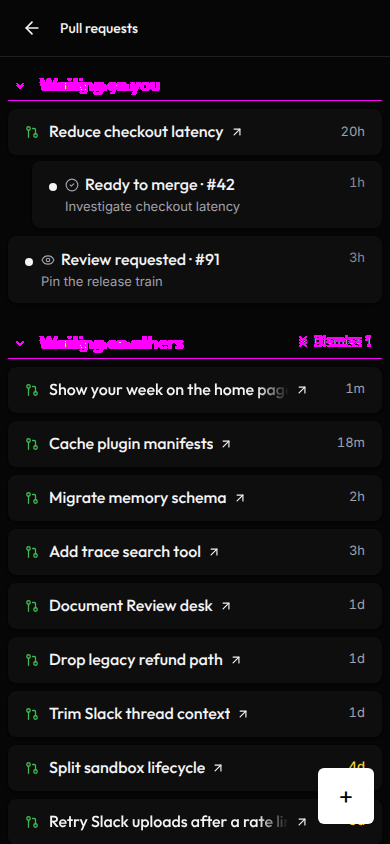 Pull requests
Waiting on you
Reduce checkout latency 20h
Ready to merge · #42 1h
Investigate checkout latency
Review requested · #91 3h
Pin the release train
Waiting on others
Dismiss
Show your week on the home pag 1m
Cache plugin manifests 18m
Migrate memory schema 2h
Add trace search tool 3h
Document Review desk 1d
Drop legacy refund path 1d
Trim Slack thread context 1d
Split sandbox lifecycle 4d
Retry Slack uploads after a rate li